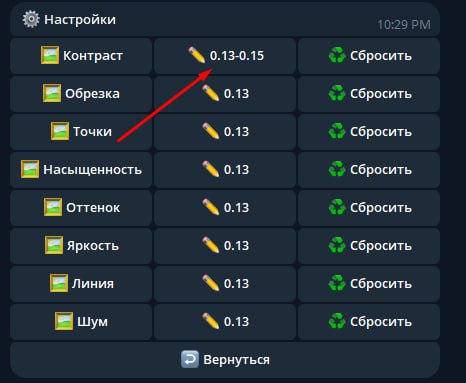 Настройки
10:29 PM
Контраст 0.13-0.15 Сбросить
Обрезка 0.13 Сбросить
Точки 0.13 Сбросить
Насыщенность 0.13 Сбросить
Оттенок 0.13 Сбросить
Яркость 0.13 Сбросить
Линия 0.13 Сбросить
Шум 0.13 Сбросить
Вернуться